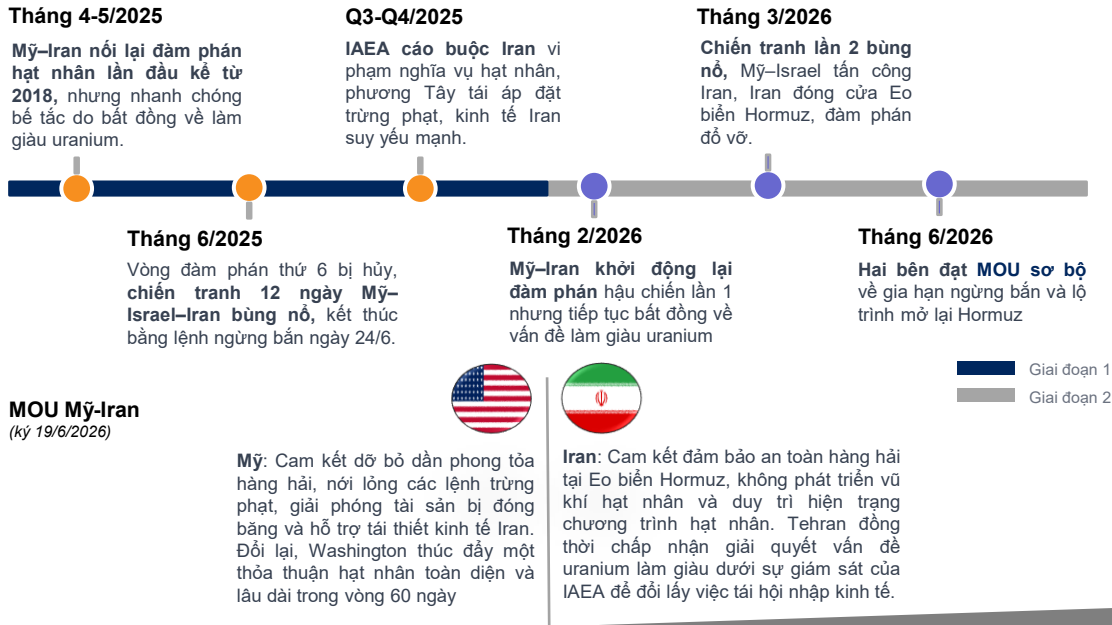 Tháng 4-5/2025
Mỹ–Iran nối lại đàm phán
hạt nhân lần đầu kể từ
2018, nhưng nhanh chóng
bế tắc do bất đồng về làm
giàu uranium.
Q3-Q4/2025
IAEA cáo buộc Iran vi
phạm nghĩa vụ hạt nhân,
phương Tây tái áp đặt
trừng phạt, kinh tế Iran
suy yếu mạnh.
Tháng 3/2026
Chiến tranh lần 2 bùng
nổ, Mỹ–Israel tấn công
Iran, Iran đóng cửa Eo
biển Hormuz, đàm phán
đổ vỡ.
Tháng 6/2025
Vòng đàm phán thứ 6 bị hủy,
chiến tranh 12 ngày Mỹ–
Israel–Iran bùng nổ, kết thúc
bằng lệnh ngừng bắn ngày 24/6.
Tháng 2/2026
Mỹ–Iran khởi động lại
đàm phán hậu chiến lần 1
nhưng tiếp tục bất đồng về
vấn đề làm giàu uranium
Tháng 6/2026
Hai bên đạt MOU sơ bộ
về gia hạn ngừng bắn và lộ
trình mở lại Hormuz
Giai đoạn 1
Giai đoạn 2
MOU Mỹ-Iran
(ký 19/6/2026)
Mỹ: Cam kết dỡ bỏ dần phong tỏa
hàng hải, nới lỏng các lệnh trừng
phạt, giải phóng tài sản bị đóng
băng và hỗ trợ tái thiết kinh tế Iran.
Đổi lại, Washington thúc đẩy một
thỏa thuận hạt nhân toàn diện và
lâu dài trong vòng 60 ngày
Iran: Cam kết đảm bảo an toàn hàng hải
tại Eo biển Hormuz, không phát triển vũ
khí hạt nhân và duy trì hiện trạng
chương trình hạt nhân. Tehran đồng
thời chấp nhận giải quyết vấn đề
uranium làm giàu dưới sự giám sát của
IAEA để đổi lấy việc tái hội nhập kinh tế.